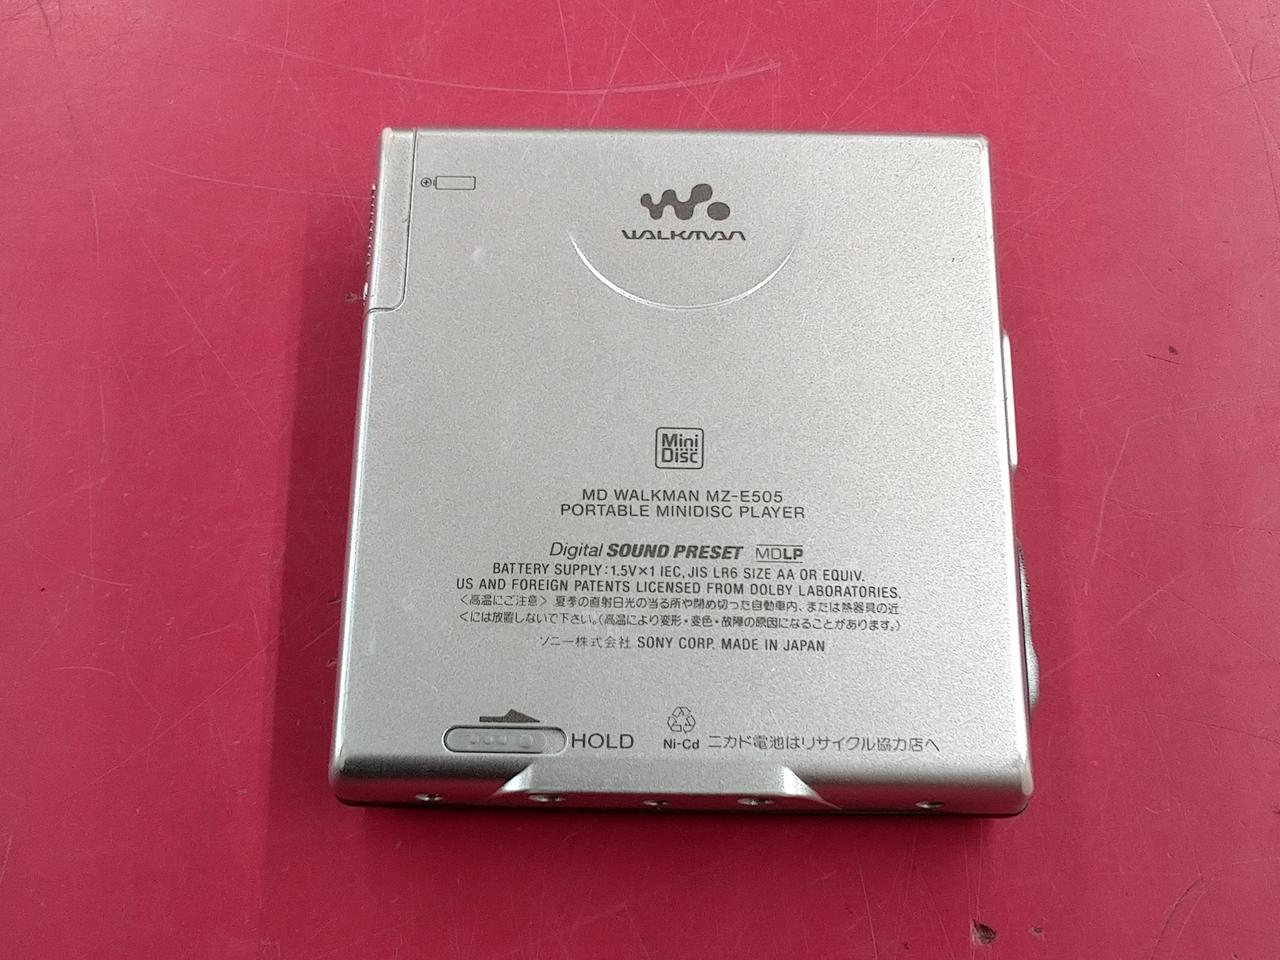 WALKMAN
Mini
Disc
MD WALKMAN MZ-E505
PORTABLE MINIDISC PLAYER
Digital SOUND PRESET MDLP
BATTERY SUPPLY:1.5V×1 IEC, JIS LR6 SIZE AA OR EQUIV.
US AND FOREIGN PATENTS LICENSED FROM DOLBY LABORATORIES.
〈高温にご注意〉夏季の直射日光の当る所や閉め切った自動車内、または熱器具の近
くには放置しないで下さい。(高温により変形・変色・故障の原因になることがあります。)
ソニー株式会社 SONY CORP. MADE IN JAPAN
HOLD
Ni-Cd ニカド電池はリサイクル協力店へ